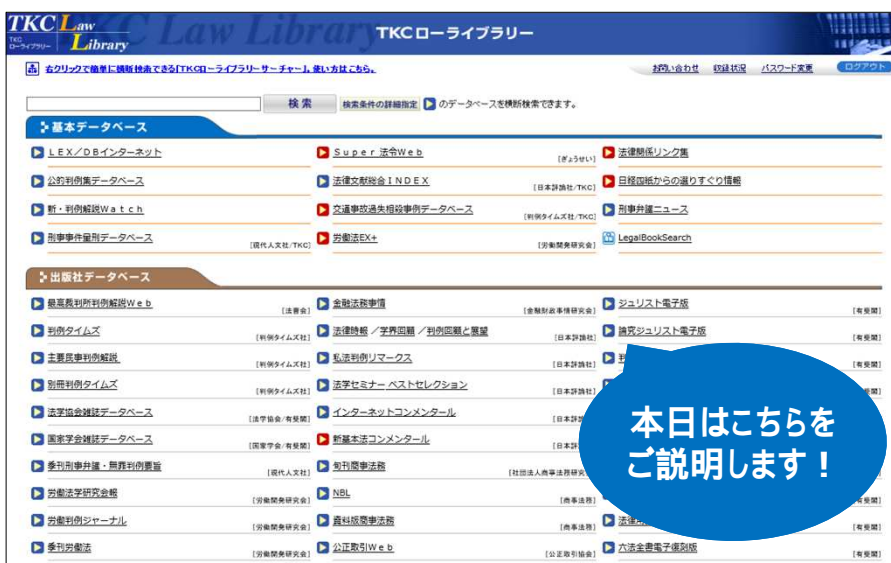 TKC Law Library
TKC ローライブラリー
TKCローライブラリー
右クリックで簡単に横断検索できる「TKCローライブラリーサーチャー」。使い方はこちら。
お問い合わせ 収録状況 パスワード変更 ログアウト
検索 検索条件の詳細指定 のデータベースを横断検索できます。
基本データベース
LEX/DBインターネット Super 法令Web [ぎょうせい] 法律関係リンク集
公的判例集データベース 法律文献総合INDEX [日本評論社/TKC] 日経四紙からの選りすぐり情報
新・判例解説Watch 交通事故過失相殺事例データベース [判例タイムズ社/TKC] 刑事弁護ニュース
刑事事件量刑データベース [現代人文社/TKC] 労働法EX+ [労働開発研究会] LegalBookSearch
出版社データベース
最高裁判所判例解説Web [法曹会] 金融法務事情 [金融財政事情研究会] ジュリスト電子版 [有斐閣]
判例タイムズ [判例タイムズ社] 法律時報 /学界回顧 /判例回顧と展望 [日本評論社] 論究ジュリスト電子版 [有斐閣]
主要民事判例解説 [判例タイムズ社] 私法判例リマークス [日本評論社] [有斐閣]
別冊判例タイムズ [判例タイムズ社] 法学セミナー ベストセレクション [日本評論社]
法学協会雑誌データベース [法学協会/有斐閣] インターネットコンメンタール
国家学会雑誌データベース [国家学会/有斐閣] 新基本法コンメンタール
季刊刑事弁護・無罪判例要旨 [現代人文社] 旬刊商事法務
労働法学研究会報 [労働開発研究会] NBL [商事法務]
労働判例ジャーナル [労働開発研究会] 資料版商事法務 [商事法務] [有斐閣]
季刊労働法 [労働開発研究会] 公正取引Web [公正取引協会] 六法全書電子復刻版 [有斐閣]
本日はこちらを
ご説明します！